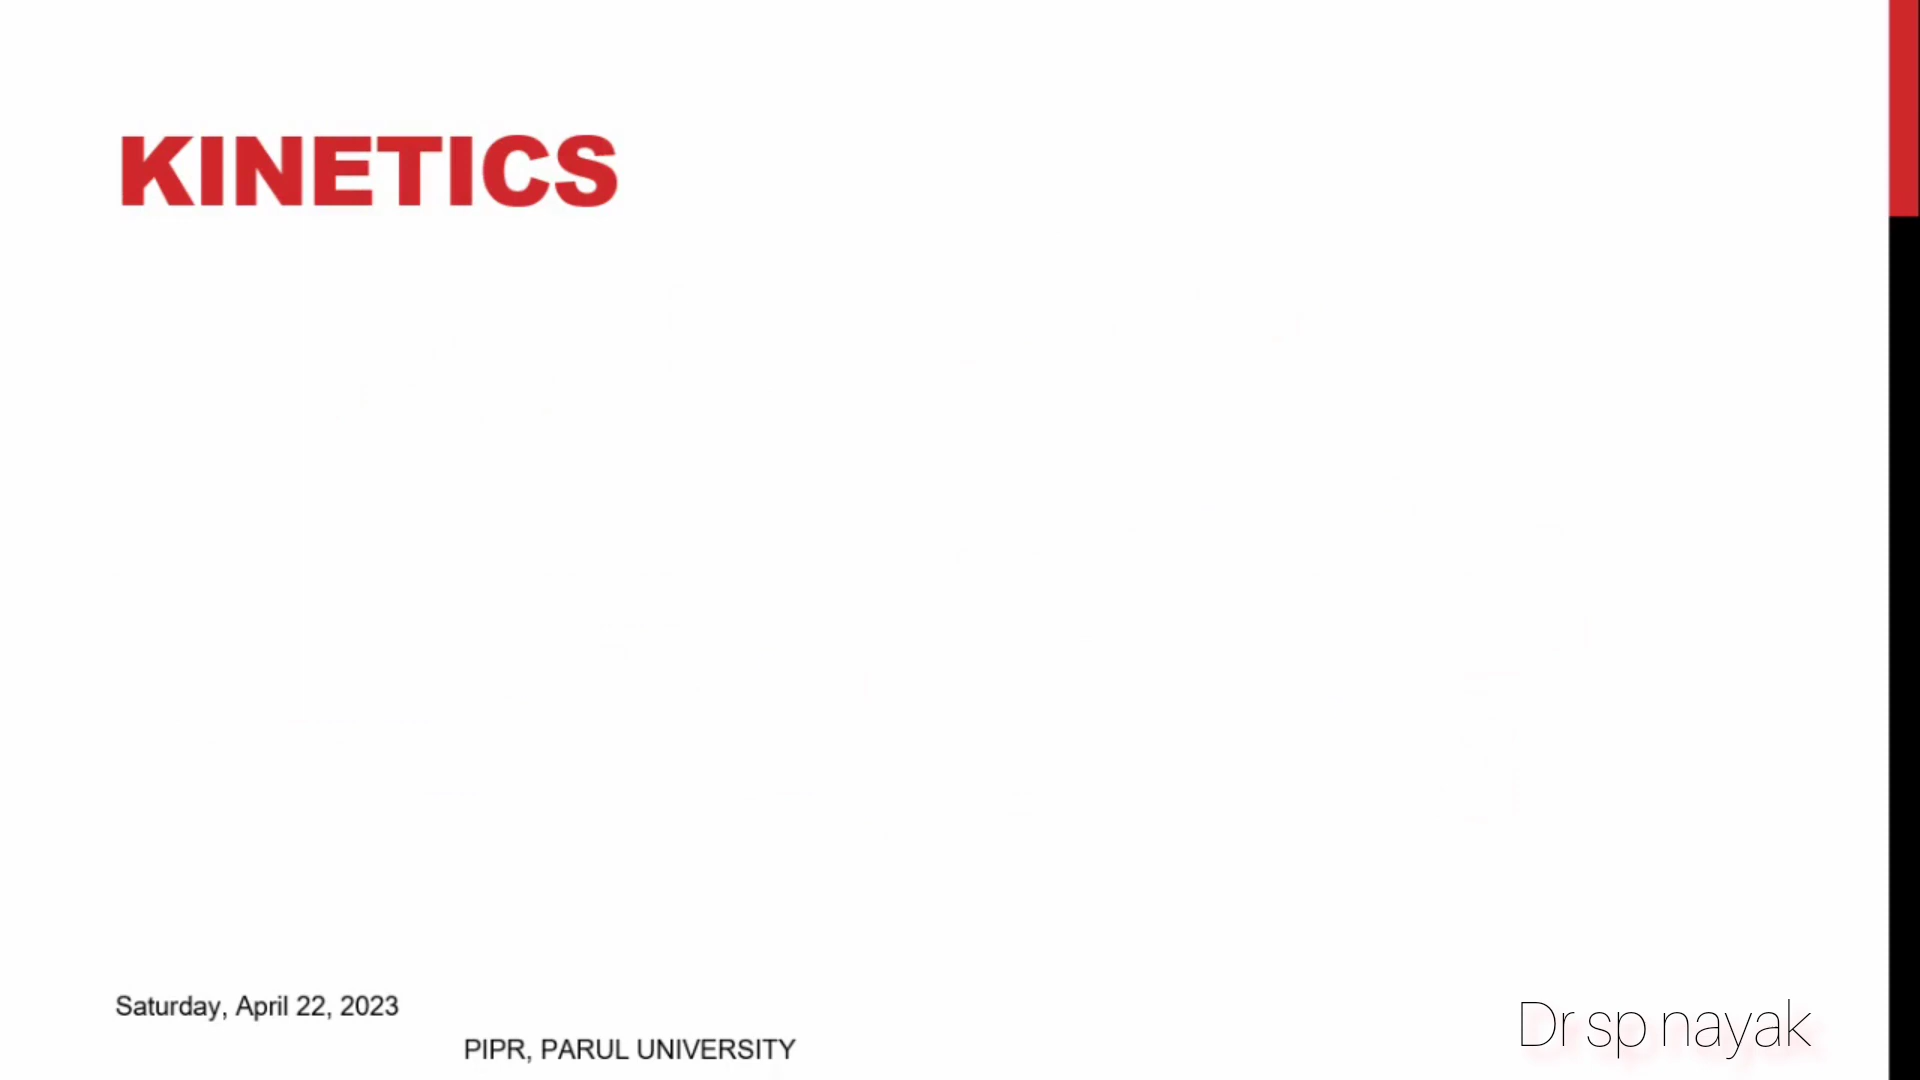 KINETICS
Saturday, April 22, 2023
PIPR, PARUL UNIVERSITY
Dr sp nayak